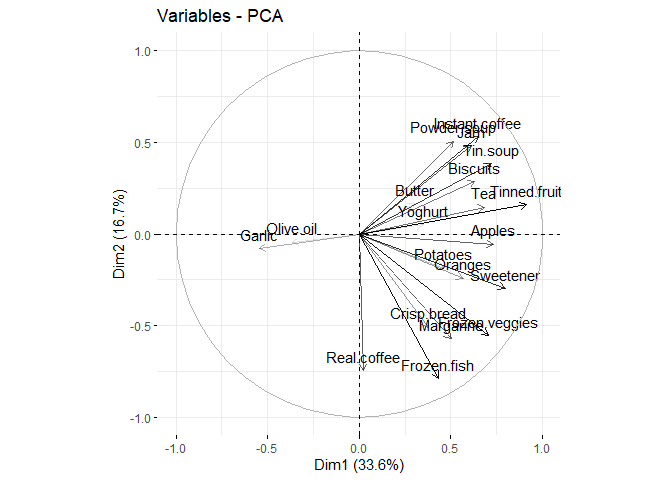 Variables - PCA
1.0
Instant.coffee
Powder.soup
Jam
0.5
Tin.soup
Biscuits
Butter
Tea
Tinned.fruit
Yoghurt
Olive.oil
Apples
Garlic
0.0
Potatoes
Oranges
Sweetener
Crisp.bread
Frozen.veggies
Margarine
-0.5
Real.coffee
Frozen.fish
-1.0
Dim2 (16.7%)
-1.0 -0.5 0.0 0.5 1.0
Dim1 (33.6%)